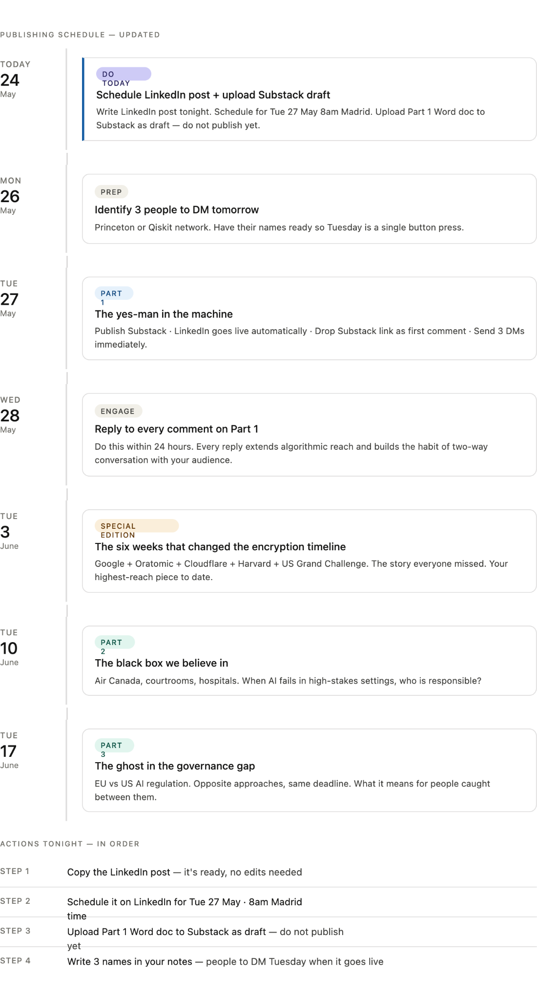 PUBLISHING SCHEDULE — UPDATED
TODAY
24
May
DO
TODAY
Schedule LinkedIn post + upload Substack draft
Write LinkedIn post tonight. Schedule for Tue 27 May 8am Madrid. Upload Part 1 Word doc to
Substack as draft — do not publish yet.
MON
26
May
PREP
Identify 3 people to DM tomorrow
Princeton or Qiskit network. Have their names ready so Tuesday is a single button press.
TUE
27
May
PART
1
The yes-man in the machine
Publish Substack · LinkedIn goes live automatically · Drop Substack link as first comment · Send 3 DMs
immediately.
WED
28
May
ENGAGE
Reply to every comment on Part 1
Do this within 24 hours. Every reply extends algorithmic reach and builds the habit of two-way
conversation with your audience.
TUE
3
June
SPECIAL
EDITION
The six weeks that changed the encryption timeline
Google + Oratomic + Cloudflare + Harvard + US Grand Challenge. The story everyone missed. Your
highest-reach piece to date.
TUE
10
June
PART
2
The black box we believe in
Air Canada, courtrooms, hospitals. When AI fails in high-stakes settings, who is responsible?
TUE
17
June
PART
3
The ghost in the governance gap
EU vs US AI regulation. Opposite approaches, same deadline. What it means for people caught
between them.
ACTIONS TONIGHT — IN ORDER
STEP 1
Copy the LinkedIn post — it's ready, no edits needed
STEP 2
Schedule it on LinkedIn for Tue 27 May · 8am Madrid
time
STEP 3
Upload Part 1 Word doc to Substack as draft — do not publish
yet
STEP 4
Write 3 names in your notes — people to DM Tuesday when it goes live